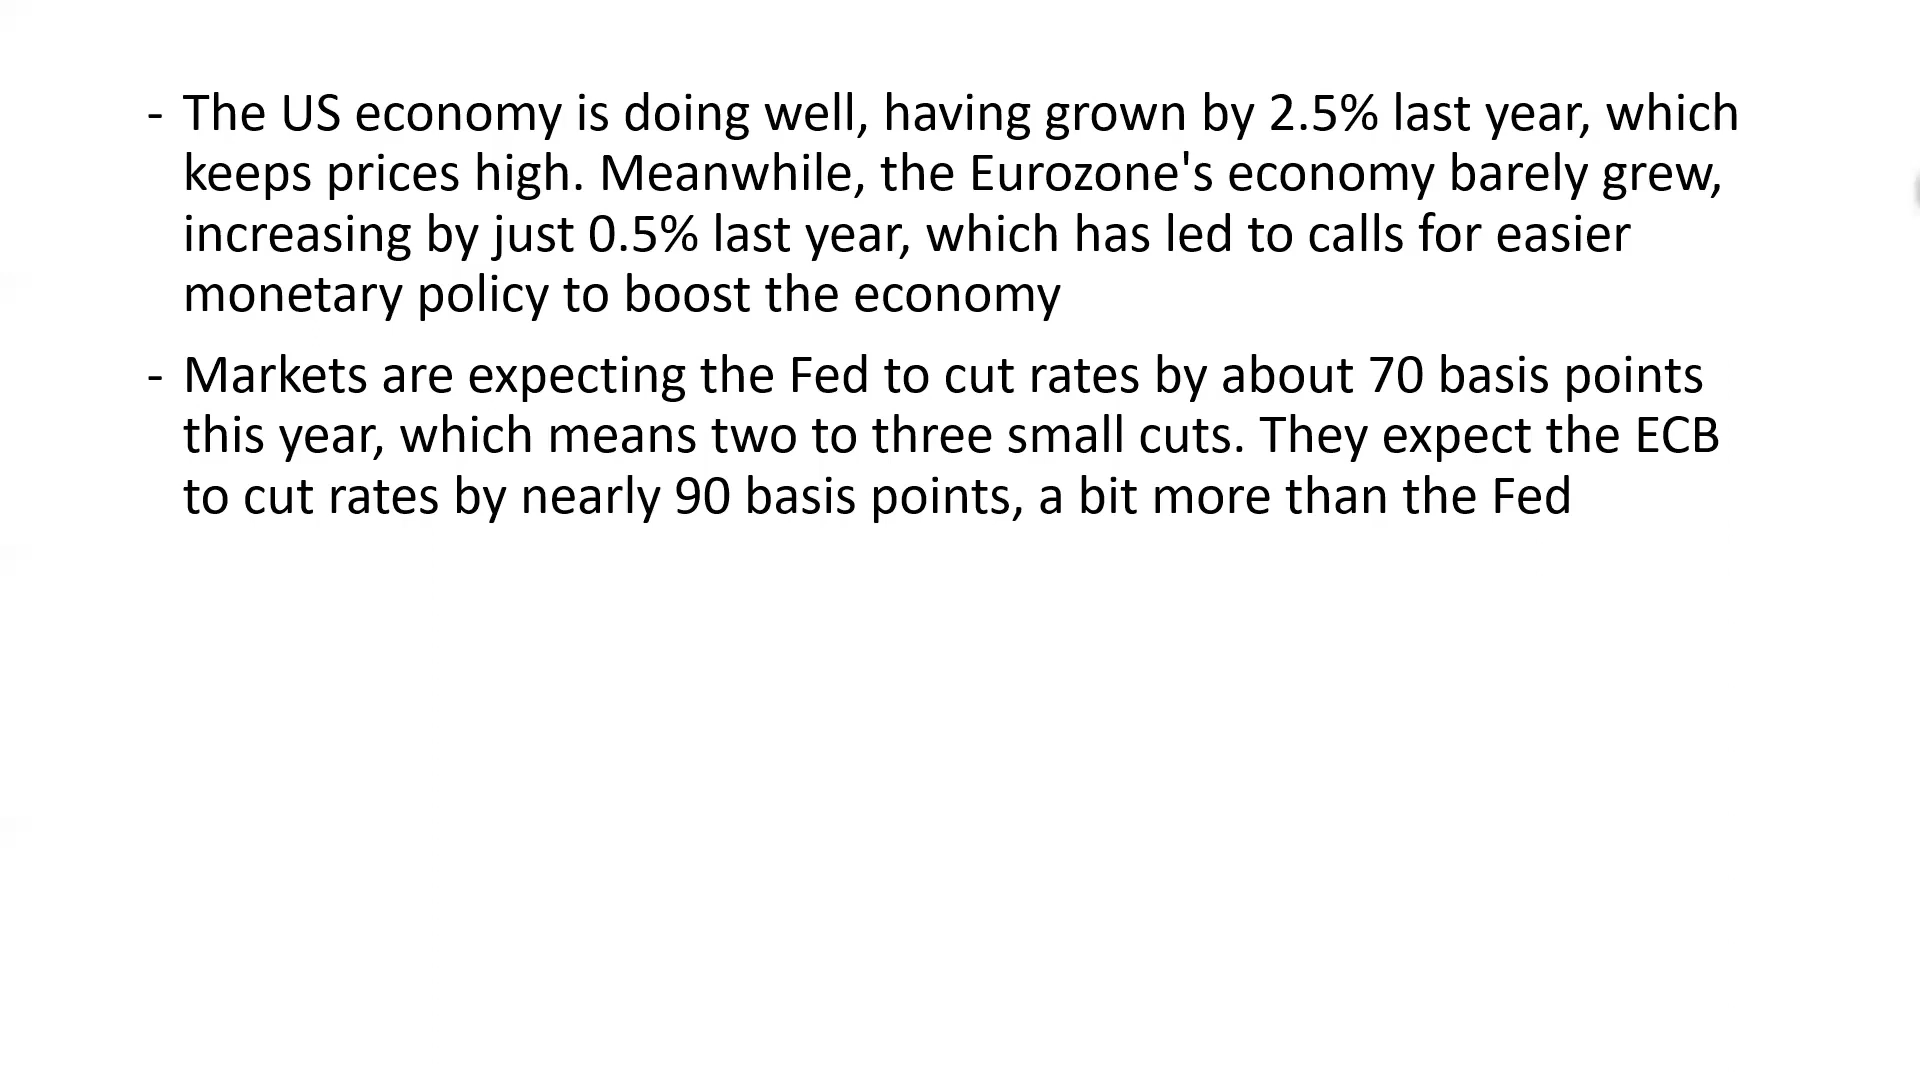 - The US economy is doing well, having grown by 2.5% last year, which
keeps prices high. Meanwhile, the Eurozone's economy barely grew,
increasing by just 0.5% last year, which has led to calls for easier
monetary policy to boost the economy
- Markets are expecting the Fed to cut rates by about 70 basis points
this year, which means two to three small cuts. They expect the ECB
to cut rates by nearly 90 basis points, a bit more than the Fed